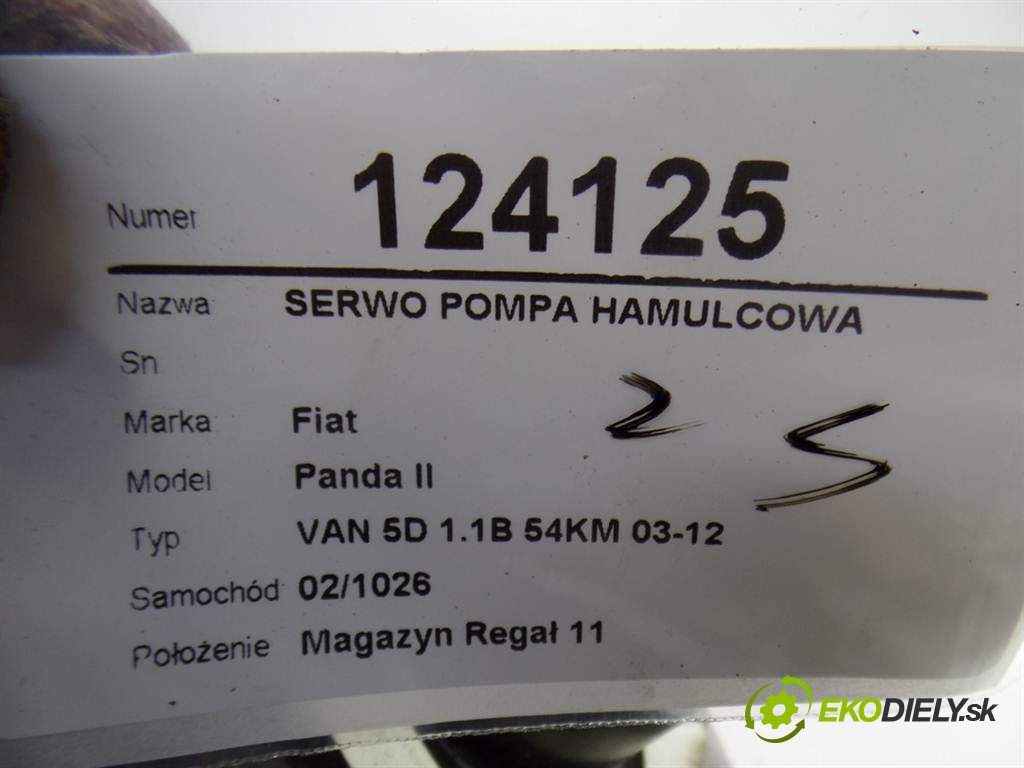 Numer 124125
Nazwa SERWO POMPA HAMULCOWA
Sn
Marka Fiat
2 5
Model Panda II
Typ VAN 5D 1.1B 54KM 03-12
Samochód 02/1026
Położenie Magazyn Regał 11
EKODIELY.sk